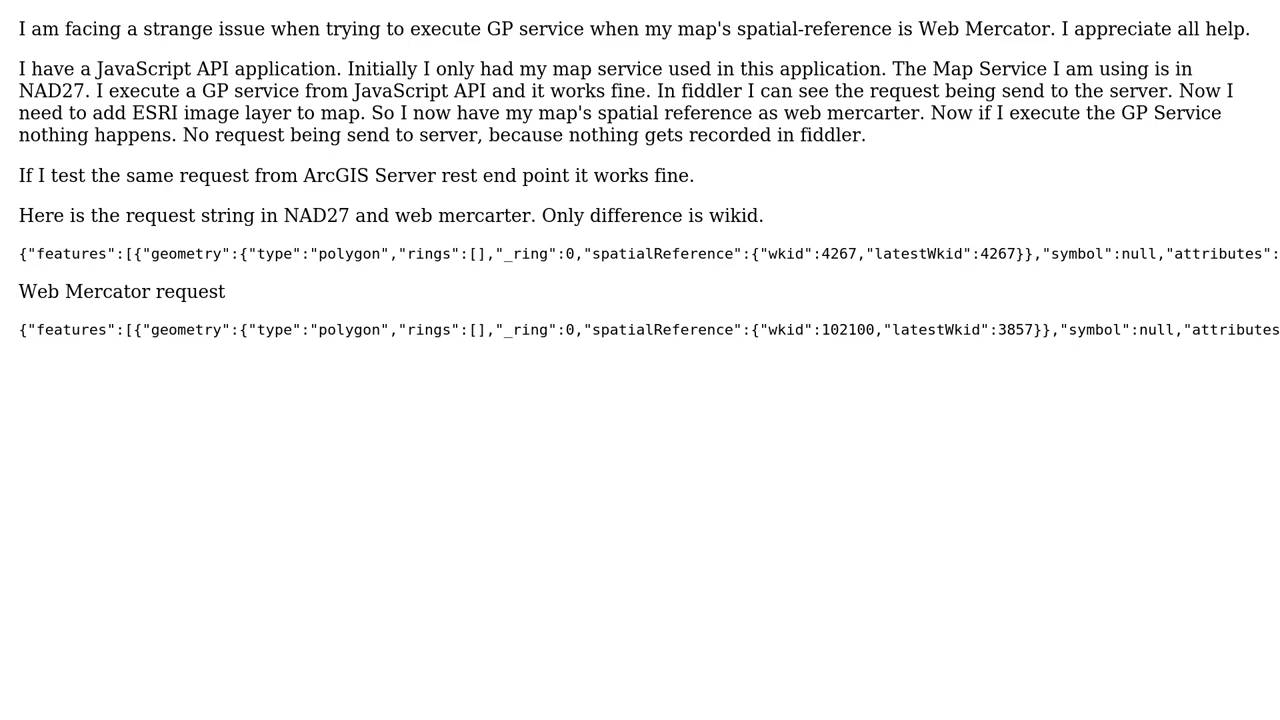 I am facing a strange issue when trying to execute GP service when my map's spatial-reference is Web Mercator. I appreciate all help.
I have a JavaScript API application. Initially I only had my map service used in this application. The Map Service I am using is in
NAD27. I execute a GP service from JavaScript API and it works fine. In fiddler I can see the request being send to the server. Now I
need to add ESRI image layer to map. So I now have my map's spatial reference as web mercarter. Now if I execute the GP Service
nothing happens. No request being send to server, because nothing gets recorded in fiddler.
If I test the same request from ArcGIS Server rest end point it works fine.
Here is the request string in NAD27 and web mercarter. Only difference is wikid.
{"features":[{"geometry":{"type":"polygon","rings":[],"_ring":0,"spatialReference":{"wkid":4267,"latestWkid":4267}},"symbol":null,"attributes":
Web Mercator request
{"features":[{"geometry":{"type":"polygon","rings":[],"_ring":0,"spatialReference":{"wkid":102100,"latestWkid":3857}},"symbol":null,"attributes